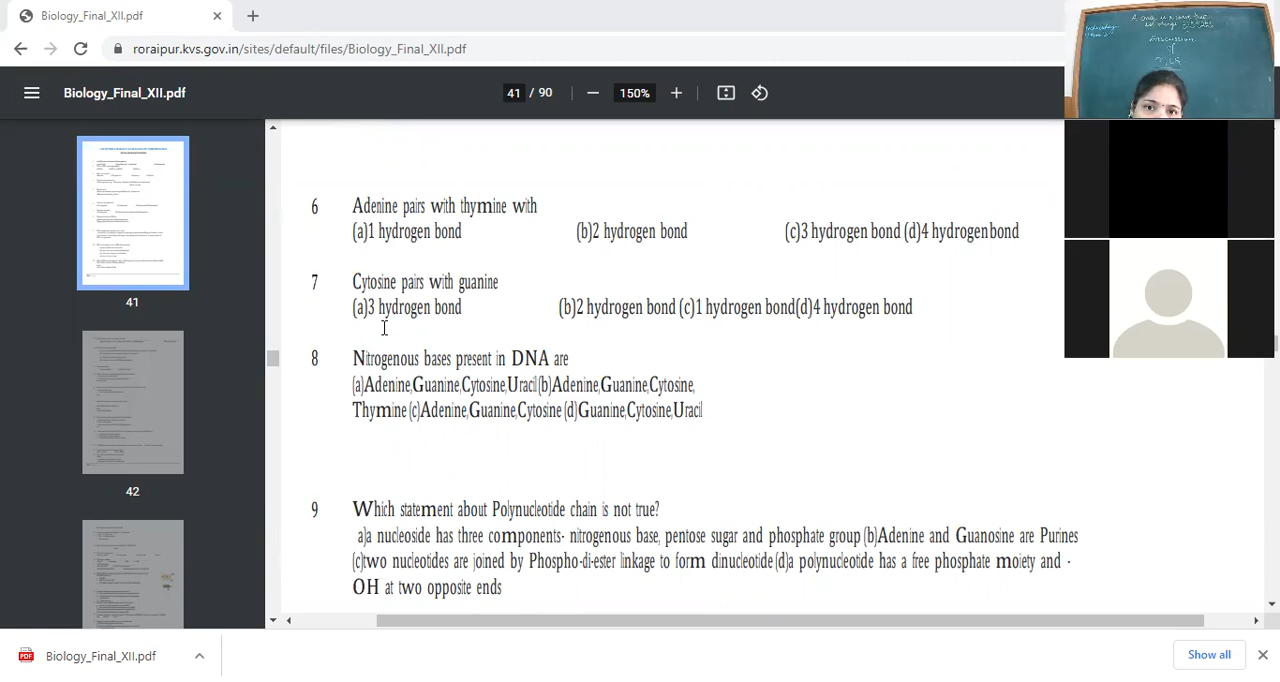 Biology_Final_XII.pdf
roraipur.kvs.gov.in/sites/default/files/Biology_Final_XII.pdf
Biology_Final_XII.pdf
41 / 90
150%
6 Adenine pairs with thymine with
(a)1 hydrogen bond (b)2 hydrogen bond (c)3 hydrogen bond (d)4 hydrogen bond
7 Cytosine pairs with guanine
(a)3 hydrogen bond (b)2 hydrogen bond (c)1 hydrogen bond(d)4 hydrogen bond
8 Nitrogenous bases present in DNA are
(a)Adenine,Guanine,Cytosine,Uracil (b)Adenine,Guanine,Cytosine,
Thymine (c)Adenine,Guanine,Cytosine (d)Guanine,Cytosine,Uracil
9 Which statement about Polynucleotide chain is not true?
a)a nucleoside has three components- nitrogenous base, pentose sugar and phosphate group (b)Adenine and Guanosine are Purines
(c)two nucleotides are joined by Phospho-di-ester linkage to form dinucleotide (d)a polynucleotide has a free phosphate moiety and -
OH at two opposite ends
41
42
Discussion
of
Biology_Final_XII.pdf
Show all